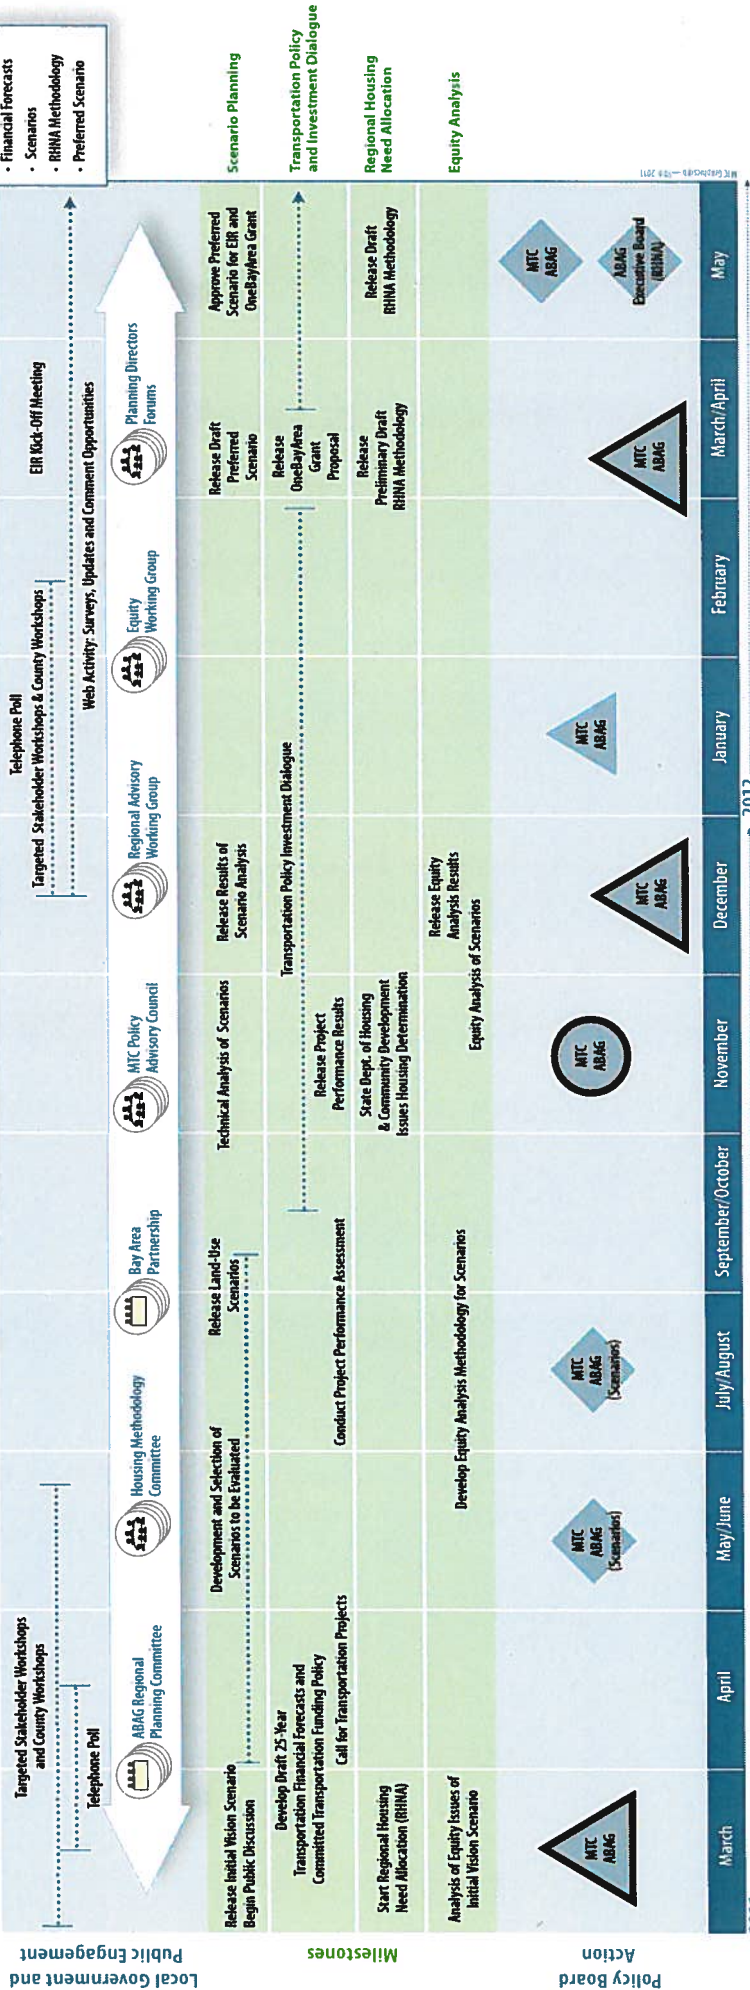 Local Government and
Public Engagement
Targeted Stakeholder Workshops
and County Workshops
Telephone Poll
Telephone Poll
Targeted Stakeholder Workshops & County Workshops
EIR Kick-Off Meeting
Web Activity: Surveys, Updates and Comment Opportunities
• Financial Forecasts
• Scenarios
• RHNA Methodology
• Preferred Scenario
ABAG Regional
Planning Committee
Housing Methodology
Committee
Bay Area
Partnership
MTC Policy
Advisory Council
Regional Advisory
Working Group
Equity
Working Group
Planning Directors
Forums
Milestones
Release Initial Vision Scenario
Begin Public Discussion
Development and Selection of
Scenarios to be Evaluated
Release Land-Use
Scenarios
Technical Analysis of Scenarios
Release Results of
Scenario Analysis
Release Draft
Preferred
Scenario
Approve Preferred
Scenario for EIR and
OneBayArea Grant
Scenario Planning
Develop Draft 25-Year
Transportation Financial Forecasts and
Committed Transportation Funding Policy
Call for Transportation Projects
Conduct Project Performance Assessment
Transportation Policy Investment Dialogue
Release Project
Performance Results
Release
OneBayArea
Grant
Proposal
Transportation Policy
and Investment Dialogue
Start Regional Housing
Need Allocation (RHNA)
State Dept. of Housing
& Community Development
Issues Housing Determination
Release
Preliminary Draft
RHNA Methodology
Release Draft
RHNA Methodology
Regional Housing
Need Allocation
Analysis of Equity Issues of
Initial Vision Scenario
Develop Equity Analysis Methodology for Scenarios
Release Equity
Analysis Results
Equity Analysis of Scenarios
Equity Analysis
Policy Board
Action
MTC
ABAG
MTC
ABAG
(Scenarios)
MTC
ABAG
(Scenarios)
MTC
ABAG
MTC
ABAG
MTC
ABAG
MTC
ABAG
MTC
ABAG
ABAG
Executive Board
(RHNA)
March
April
May/June
July/August
September/October
November
December
January
February
March/April
May
2012